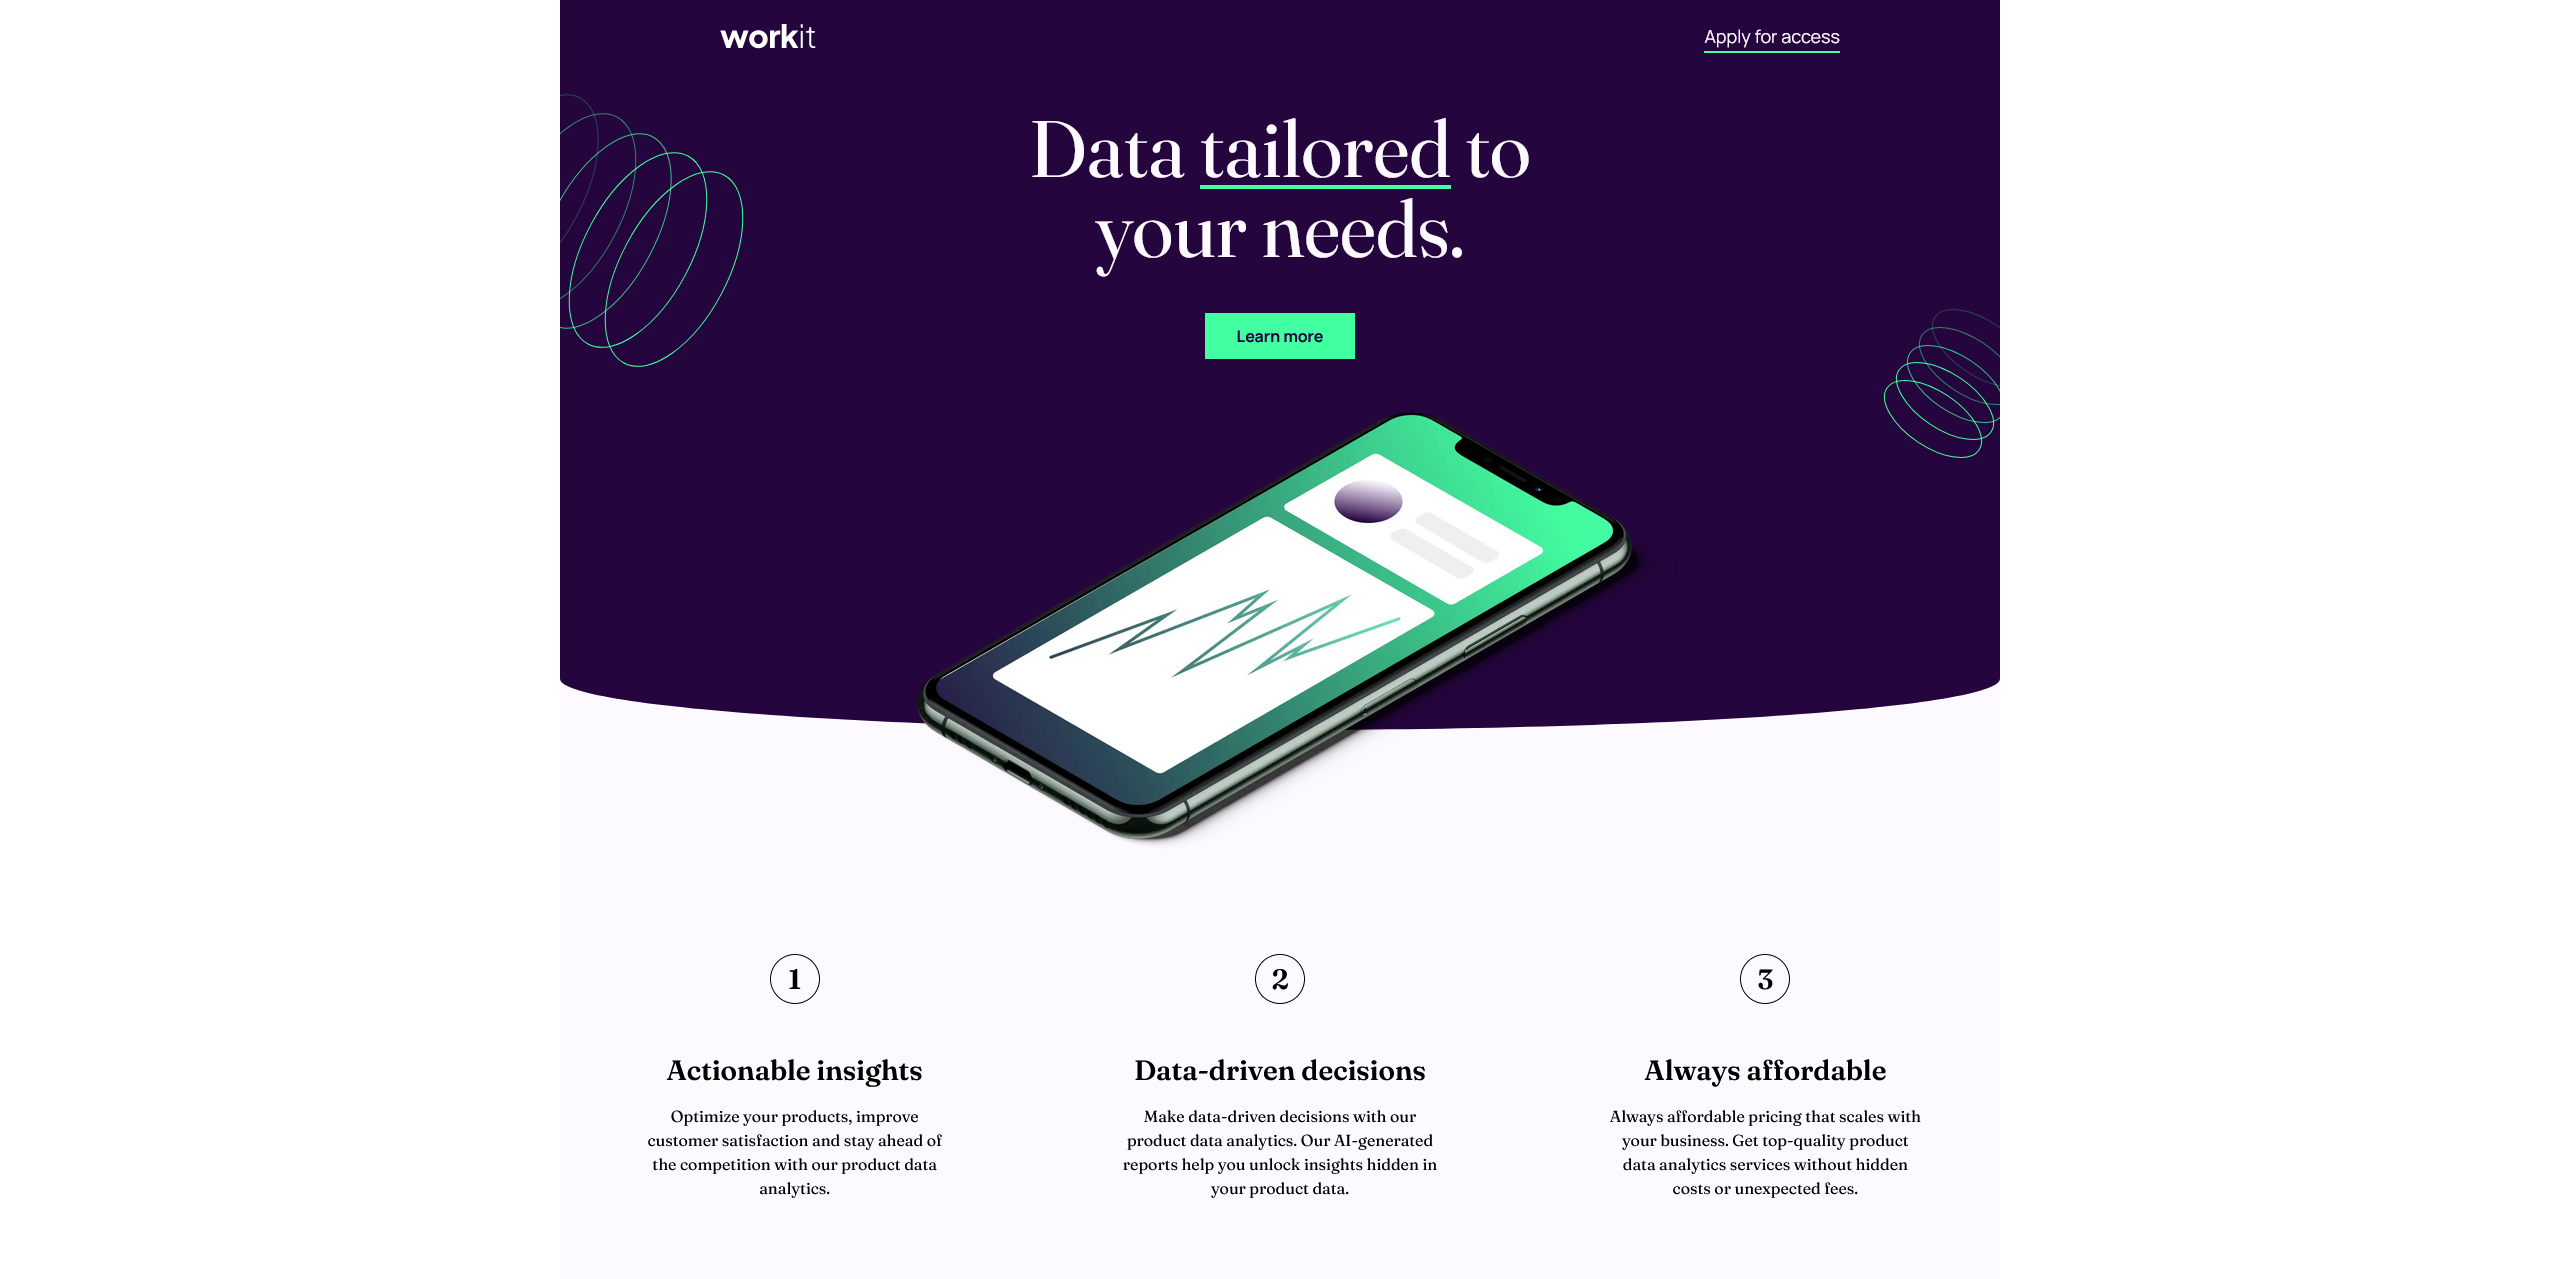 workit
Apply for access
Data tailored to
your needs.
Learn more
1
Actionable insights
Optimize your products, improve
customer satisfaction and stay ahead of
the competition with our product data
analytics.
2
Data-driven decisions
Make data-driven decisions with our
product data analytics. Our AI-generated
reports help you unlock insights hidden in
your product data.
3
Always affordable
Always affordable pricing that scales with
your business. Get top-quality product
data analytics services without hidden
costs or unexpected fees.